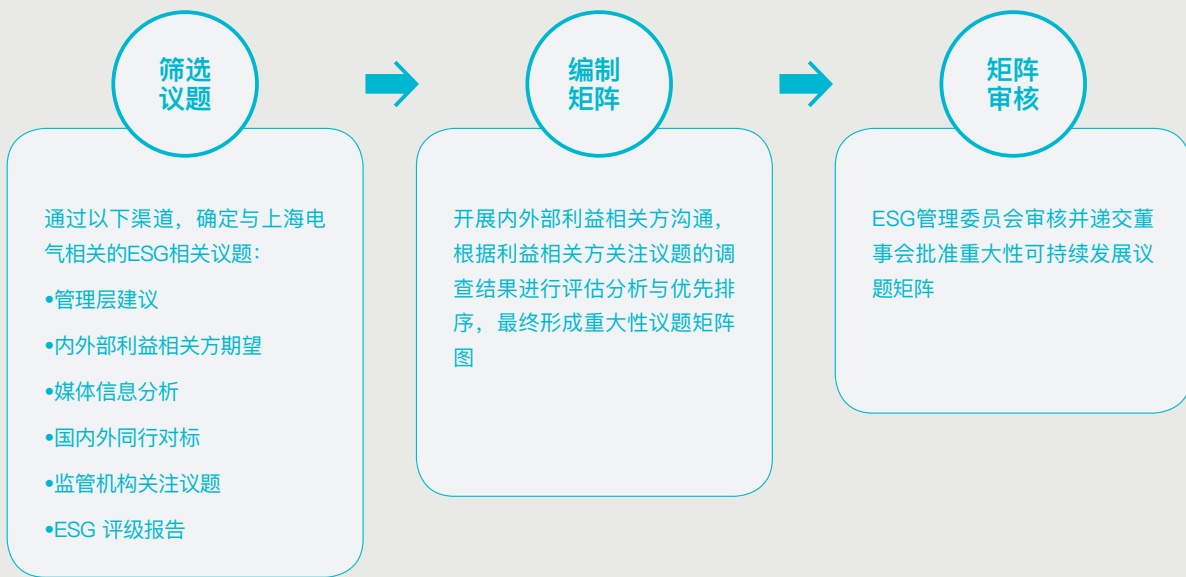 筛选
议题
通过以下渠道，确定与上海电
气相关的ESG相关议题：
•管理层建议
•内外部利益相关方期望
•媒体信息分析
•国内外同行对标
•监管机构关注议题
•ESG 评级报告
编制
矩阵
开展内外部利益相关方沟通，
根据利益相关方关注议题的调
查结果进行评估分析与优先排
序，最终形成重大性议题矩阵
图
矩阵
审核
ESG管理委员会审核并递交董
事会批准重大性可持续发展议
题矩阵